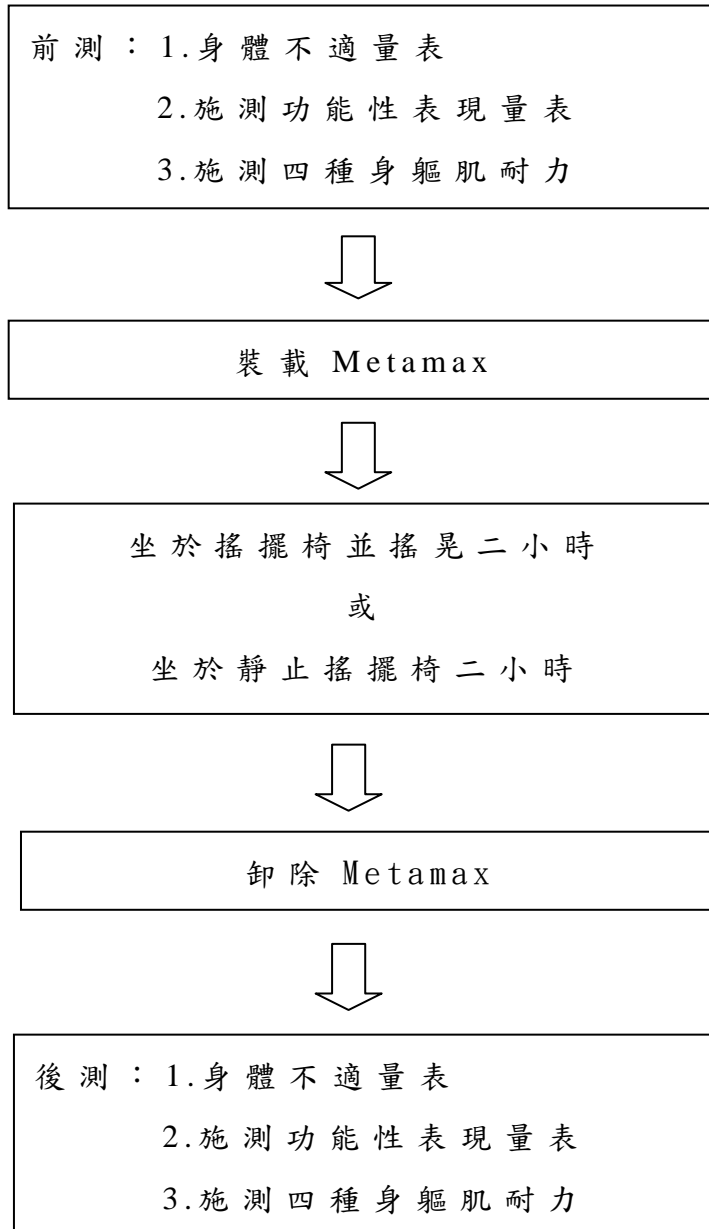 前測：1.身體不適量表
2.施測功能性表現量表
3.施測四種身軀肌耐力
裝載 Metamax
坐於搖擺椅並搖晃二小時
或
坐於靜止搖擺椅二小時
卸除 Metamax
後測：1.身體不適量表
2.施測功能性表現量表
3.施測四種身軀肌耐力